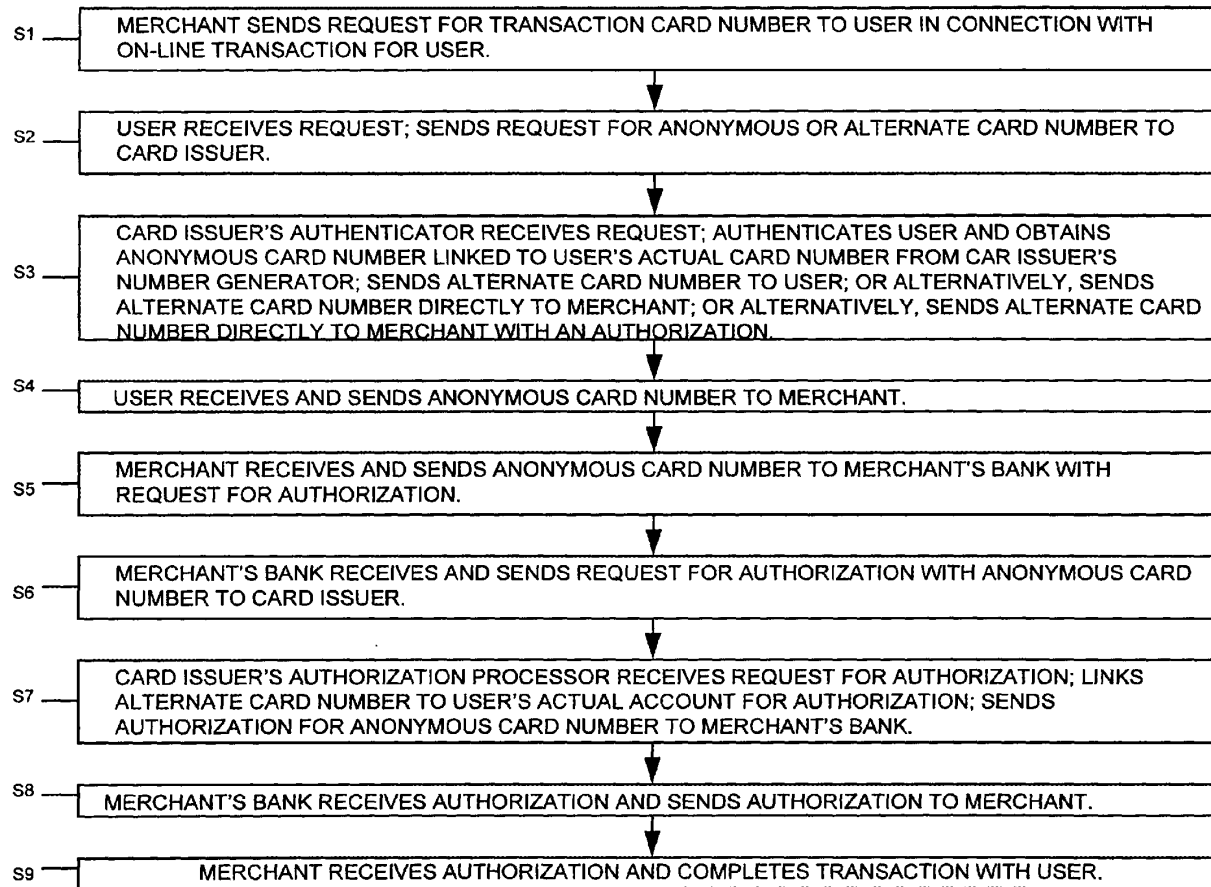 S1
MERCHANT SENDS REQUEST FOR TRANSACTION CARD NUMBER TO USER IN CONNECTION WITH
ON-LINE TRANSACTION FOR USER.
S2
USER RECEIVES REQUEST; SENDS REQUEST FOR ANONYMOUS OR ALTERNATE CARD NUMBER TO
CARD ISSUER.
S3
CARD ISSUER'S AUTHENTICATOR RECEIVES REQUEST; AUTHENTICATES USER AND OBTAINS
ANONYMOUS CARD NUMBER LINKED TO USER'S ACTUAL CARD NUMBER FROM CAR ISSUER'S
NUMBER GENERATOR; SENDS ALTERNATE CARD NUMBER TO USER; OR ALTERNATIVELY, SENDS
ALTERNATE CARD NUMBER DIRECTLY TO MERCHANT; OR ALTERNATIVELY, SENDS ALTERNATE CARD
NUMBER DIRECTLY TO MERCHANT WITH AN AUTHORIZATION.
S4
USER RECEIVES AND SENDS ANONYMOUS CARD NUMBER TO MERCHANT.
S5
MERCHANT RECEIVES AND SENDS ANONYMOUS CARD NUMBER TO MERCHANT'S BANK WITH
REQUEST FOR AUTHORIZATION.
S6
MERCHANT'S BANK RECEIVES AND SENDS REQUEST FOR AUTHORIZATION WITH ANONYMOUS CARD
NUMBER TO CARD ISSUER.
S7
CARD ISSUER'S AUTHORIZATION PROCESSOR RECEIVES REQUEST FOR AUTHORIZATION; LINKS
ALTERNATE CARD NUMBER TO USER'S ACTUAL ACCOUNT FOR AUTHORIZATION; SENDS
AUTHORIZATION FOR ANONYMOUS CARD NUMBER TO MERCHANT'S BANK.
S8
MERCHANT'S BANK RECEIVES AUTHORIZATION AND SENDS AUTHORIZATION TO MERCHANT.
S9
MERCHANT RECEIVES AUTHORIZATION AND COMPLETES TRANSACTION WITH USER.